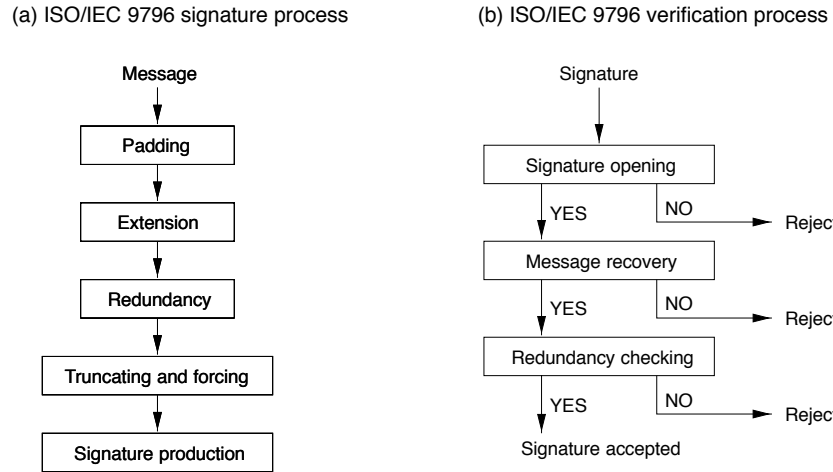 (a) ISO/IEC 9796 signature process
Message
Padding
Extension
Redundancy
Truncating and forcing
Signature production
(b) ISO/IEC 9796 verification process
Signature
Signature opening
YES
NO
Reject
Message recovery
YES
NO
Reject
Redundancy checking
YES
NO
Reject
Signature accepted